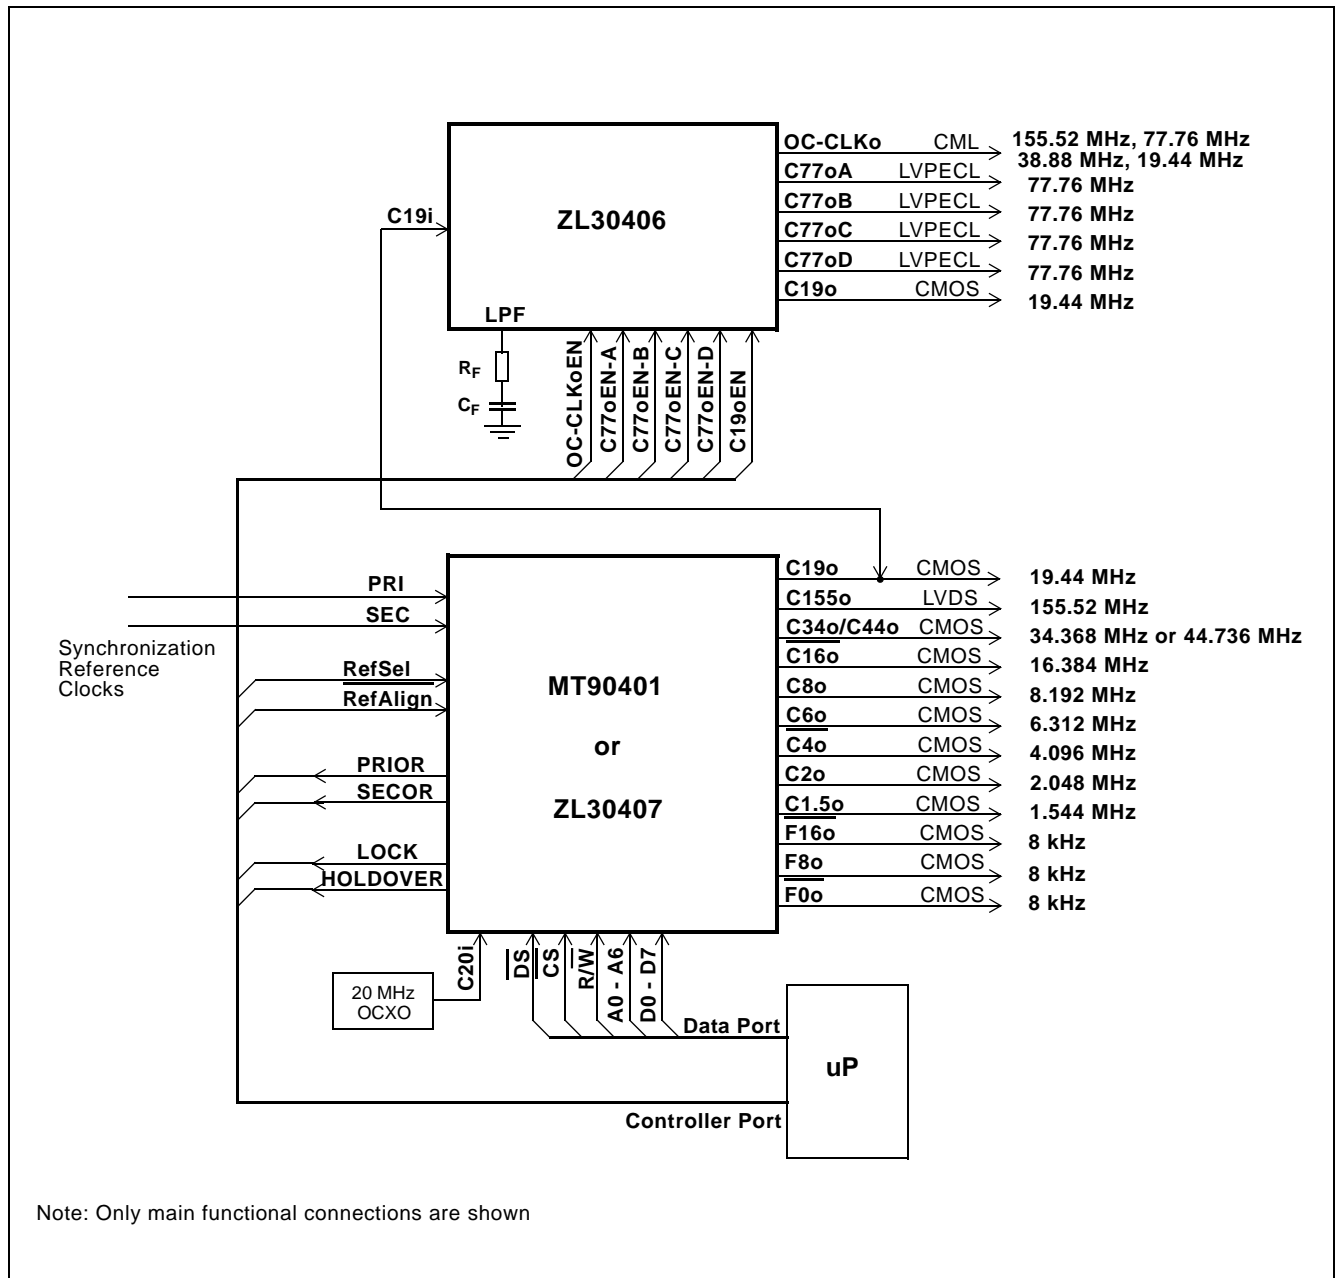 OC-CLKo CML 155.52 MHz, 77.76 MHz
38.88 MHz, 19.44 MHz
C77oA LVPECL 77.76 MHz
C77oB LVPECL 77.76 MHz
C19i
ZL30406
C77oC LVPECL 77.76 MHz
C77oD LVPECL 77.76 MHz
C19o CMOS 19.44 MHz
LPF
RF
CF
OC-CLKoEN
C77oEN-A
C77oEN-B
C77oEN-C
C77oEN-D
C19oEN
PRI
SEC
Synchronization
Reference
Clocks
RefSel
RefAlign
PRIOR
SECOR
LOCK
HOLDOVER
MT90401
or
ZL30407
C19o CMOS 19.44 MHz
C155o LVDS 155.52 MHz
C34o/C44o CMOS 34.368 MHz or 44.736 MHz
C16o CMOS 16.384 MHz
C8o CMOS 8.192 MHz
C6o CMOS 6.312 MHz
C4o CMOS 4.096 MHz
C2o CMOS 2.048 MHz
C1.5o CMOS 1.544 MHz
F16o CMOS 8 kHz
F8o CMOS 8 kHz
F0o CMOS 8 kHz
C20i
DS
CS
R/W
A0 - A6
D0 - D7
20 MHz
OCXO
Data Port
uP
Controller Port
Note: Only main functional connections are shown